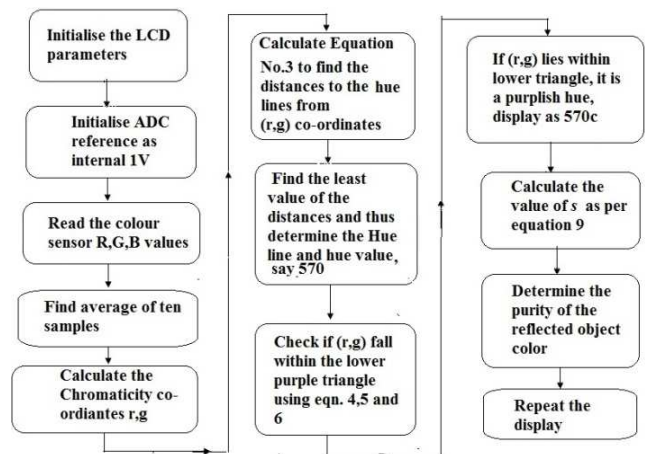 Initialise the LCD
parameters
Initialise ADC
reference as
internal 1V
Read the colour
sensor R,G,B values
Find average of ten
samples
Calculate the
Chromaticity co-
ordiantes r,g
Calculate Equation
No.3 to find the
distances to the hue
lines from
(r,g) co-ordinates
Find the least
value of the
distances and thus
determine the Hue
line and hue value,
say 570
Check if (r,g) fall
within the lower
purple triangle
using eqn. 4,5 and
6
If (r,g) lies within
lower triangle, it is
a purplish hue,
display as 570c
Calculate the
value of s as per
equation 9
Determine the
purity of the
reflected object
color
Repeat the
display